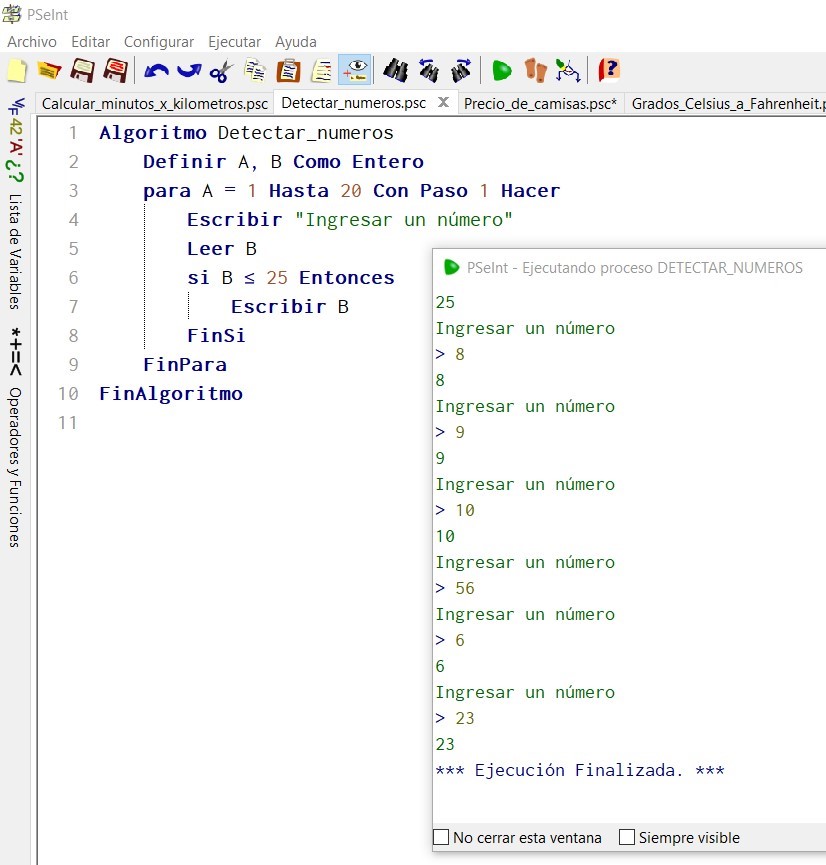 PSeInt
Archivo Editar Configurar Ejecutar Ayuda
Calcular_minutos_x_kilometros.psc Detectar_numeros.psc X Precio_de_camisas.psc* Grados_Celsius_a_Fahrenheit.p
Lista de Variables
*+=<
Operadores y Funciones
1 Algoritmo Detectar_numeros
2 Definir A, B Como Entero
3 para A = 1 Hasta 20 Con Paso 1 Hacer
4 Escribir "Ingresar un número"
5 Leer B
6 si B ≤ 25 Entonces
7 Escribir B
8 FinSi
9 FinPara
10 FinAlgoritmo
11
PSeInt - Ejecutando proceso DETECTAR_NUMEROS
25
Ingresar un número
> 8
8
Ingresar un número
> 9
9
Ingresar un número
> 10
10
Ingresar un número
> 56
Ingresar un número
> 6
6
Ingresar un número
> 23
23
*** Ejecución Finalizada. ***
No cerrar esta ventana Siempre visible